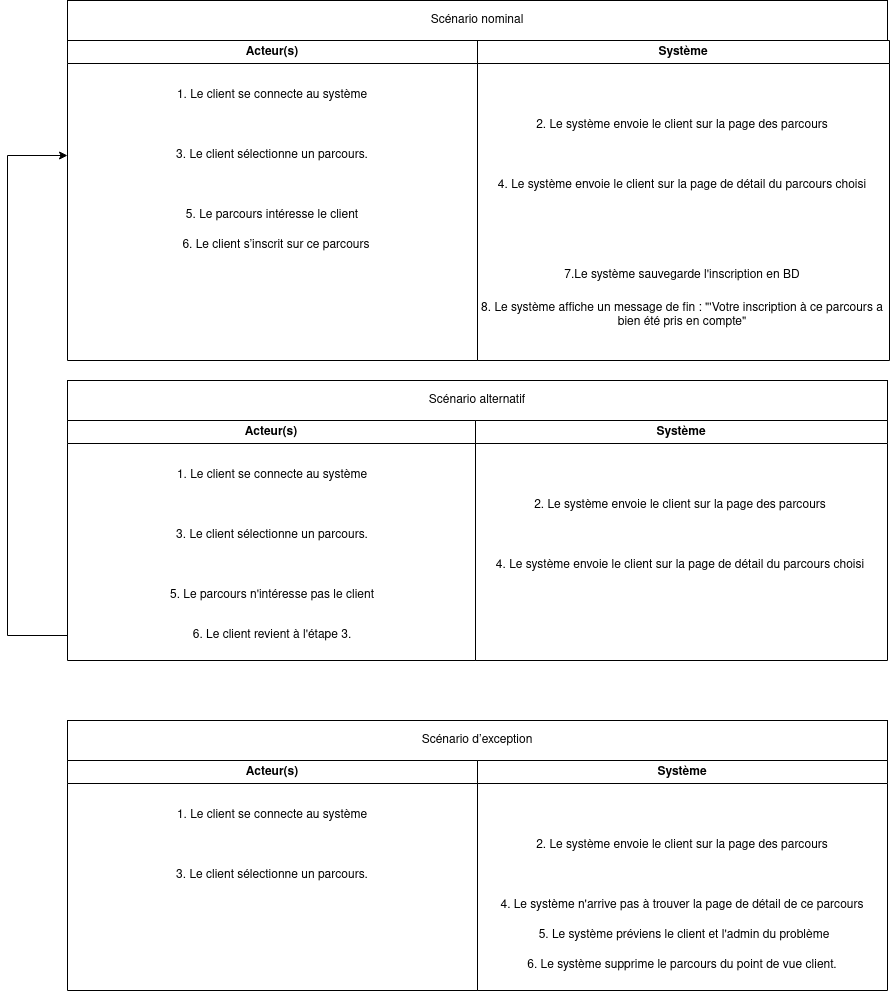 Scénario nominal
Acteur(s)
Système
1. Le client se connecte au système
2. Le système envoie le client sur la page des parcours
3. Le client sélectionne un parcours.
4. Le système envoie le client sur la page de détail du parcours choisi
5. Le parcours intéresse le client
6. Le client s'inscrit sur ce parcours
7.Le système sauvegarde l'inscription en BD
8. Le système affiche un message de fin : "'Votre inscription à ce parcours a
bien été pris en compte"
Scénario alternatif
Acteur(s)
Système
1. Le client se connecte au système
2. Le système envoie le client sur la page des parcours
3. Le client sélectionne un parcours.
4. Le système envoie le client sur la page de détail du parcours choisi
5. Le parcours n'intéresse pas le client
6. Le client revient à l'étape 3.
Scénario d'exception
Acteur(s)
Système
1. Le client se connecte au système
2. Le système envoie le client sur la page des parcours
3. Le client sélectionne un parcours.
4. Le système n'arrive pas à trouver la page de détail de ce parcours
5. Le système préviens le client et l'admin du problème
6. Le système supprime le parcours du point de vue client.